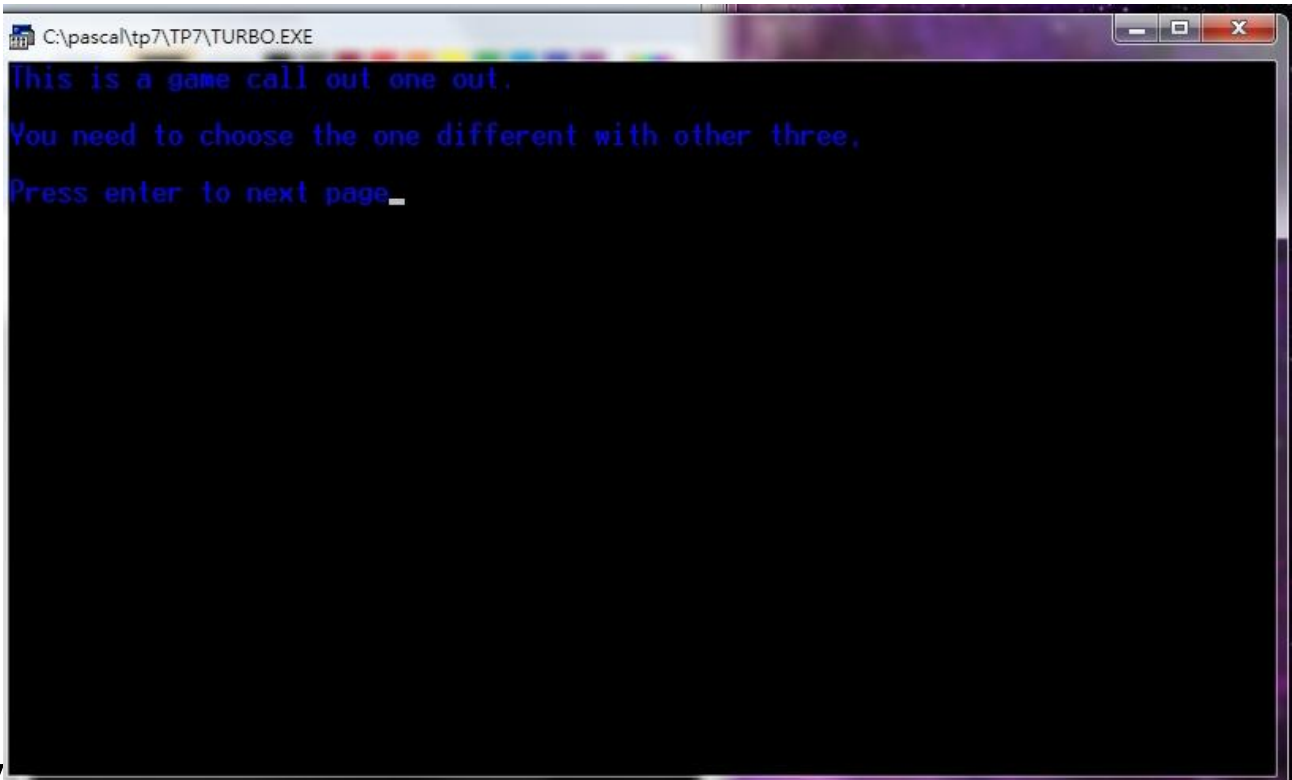 C:\pascal\tp7\TP7\TURBO.EXE
This is a game call out one out.
You need to choose the one different with other three.
Press enter to next page